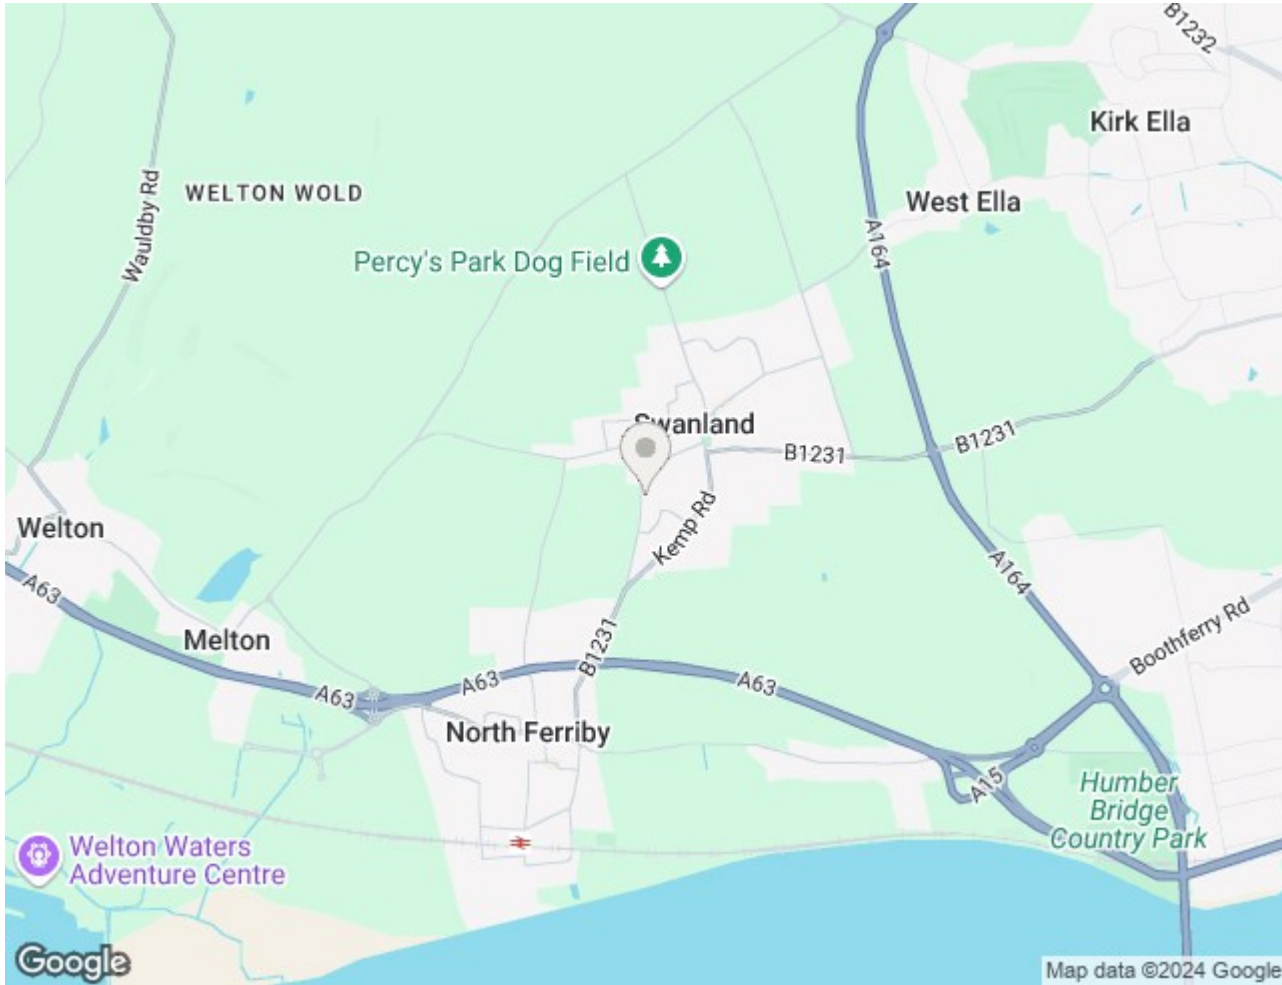 B1232
Kirk Ella
WELTON WOLD
West Ella
Wauldby Rd
A164
Percy's Park Dog Field
Swanland
B1231
B1231
Kemp Rd
Welton
A63
A164
Boothferry Rd
Melton
B1231
A63
A63
A63
North Ferriby
A15
Humber
Bridge
Country Park
Welton Waters
Adventure Centre
Google
Map data ©2024 Google